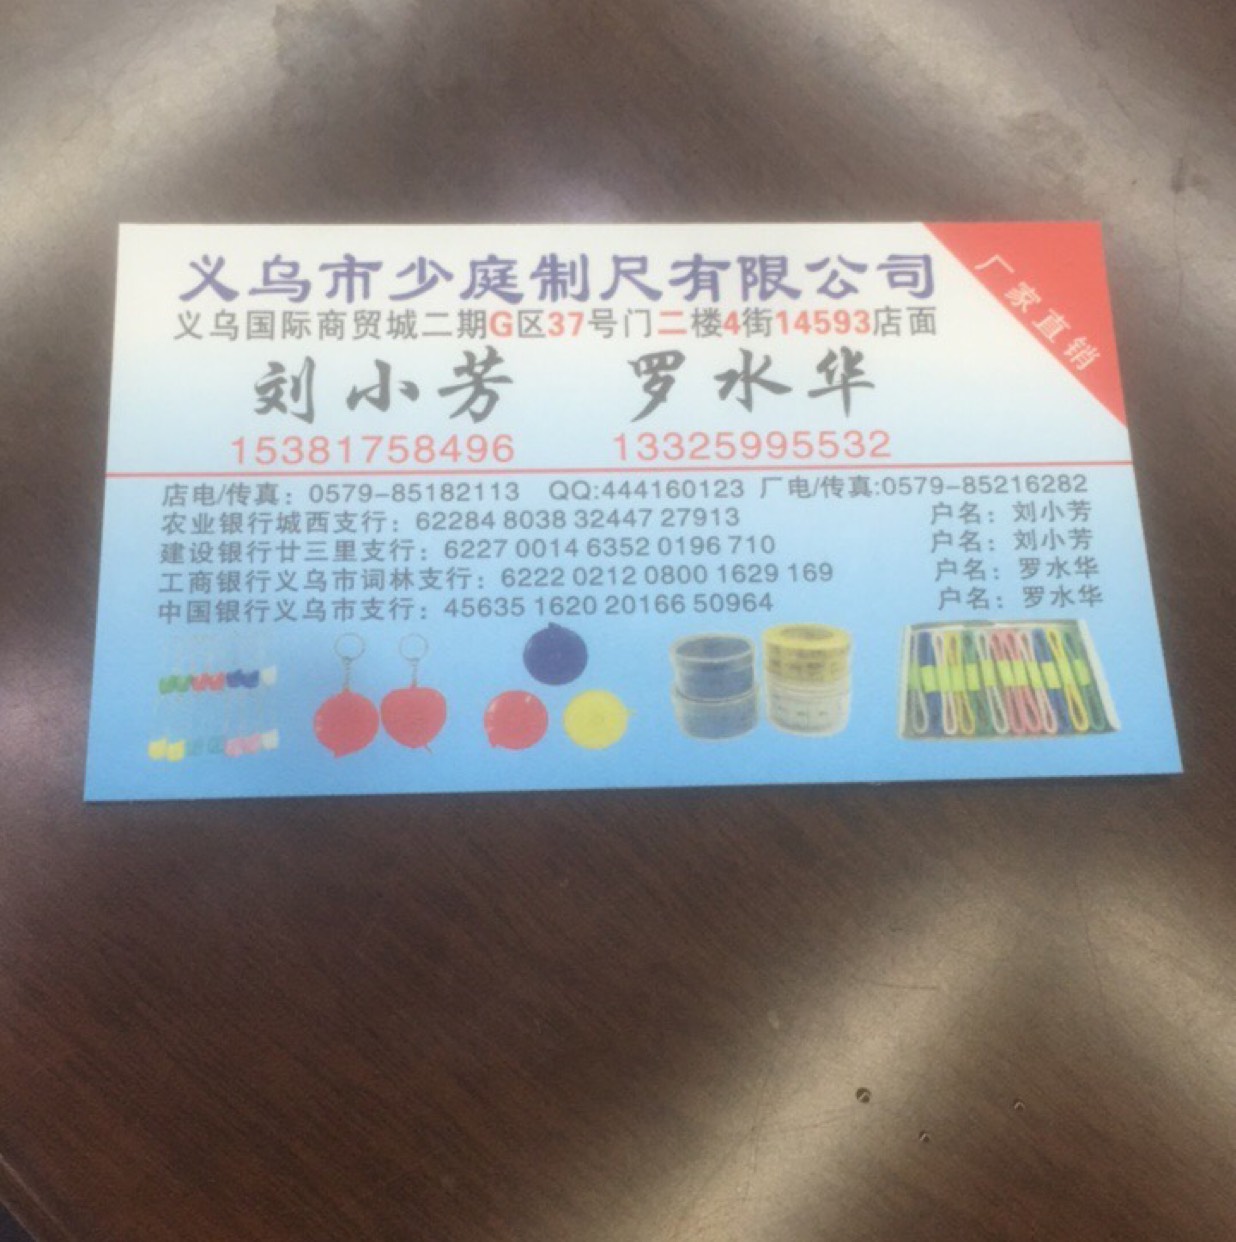 义乌市少庭制尺有限公司
厂家直销
义乌国际商贸城二期G区37号门二楼4街14593店面
刘小芳 罗水华
15381758496 13325995532
店电/传真：0579-85182113 QQ:444160123 厂电/传真:0579-85216282
农业银行城西支行：62284 8038 32447 27913 户名：刘小芳
建设银行廿三里支行：6227 0014 6352 0196 710 户名：刘小芳
工商银行义乌市词林支行：6222 0212 0800 1629 169 户名：罗水华
中国银行义乌市支行：45635 1620 20166 50964 户名：罗水华